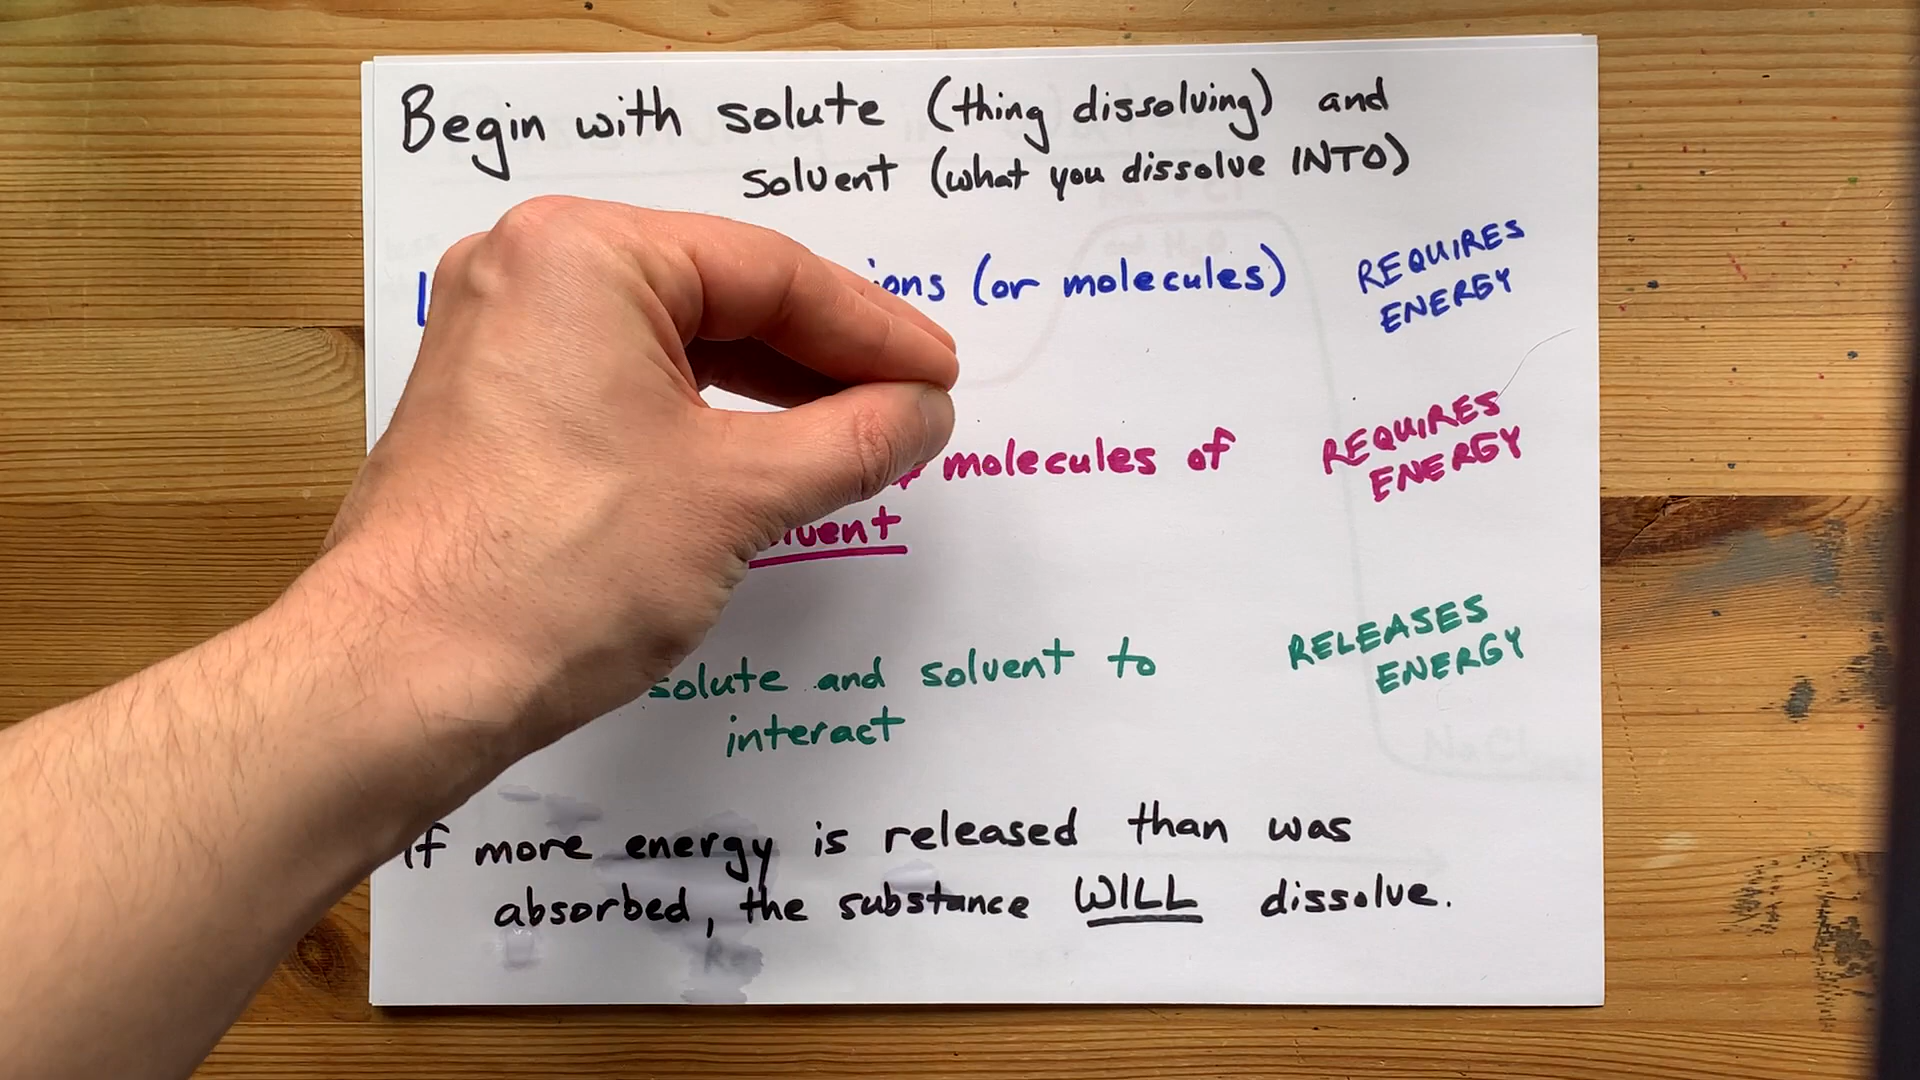 Begin with solute (thing dissolving) and
solvent (what you dissolve INTO)
ions (or molecules)
REQUIRES
ENERGY
molecules of
REQUIRES
ENERGY
solute and solvent to
interact
RELEASES
ENERGY
If more energy is released than was
absorbed, the substance WILL dissolve.